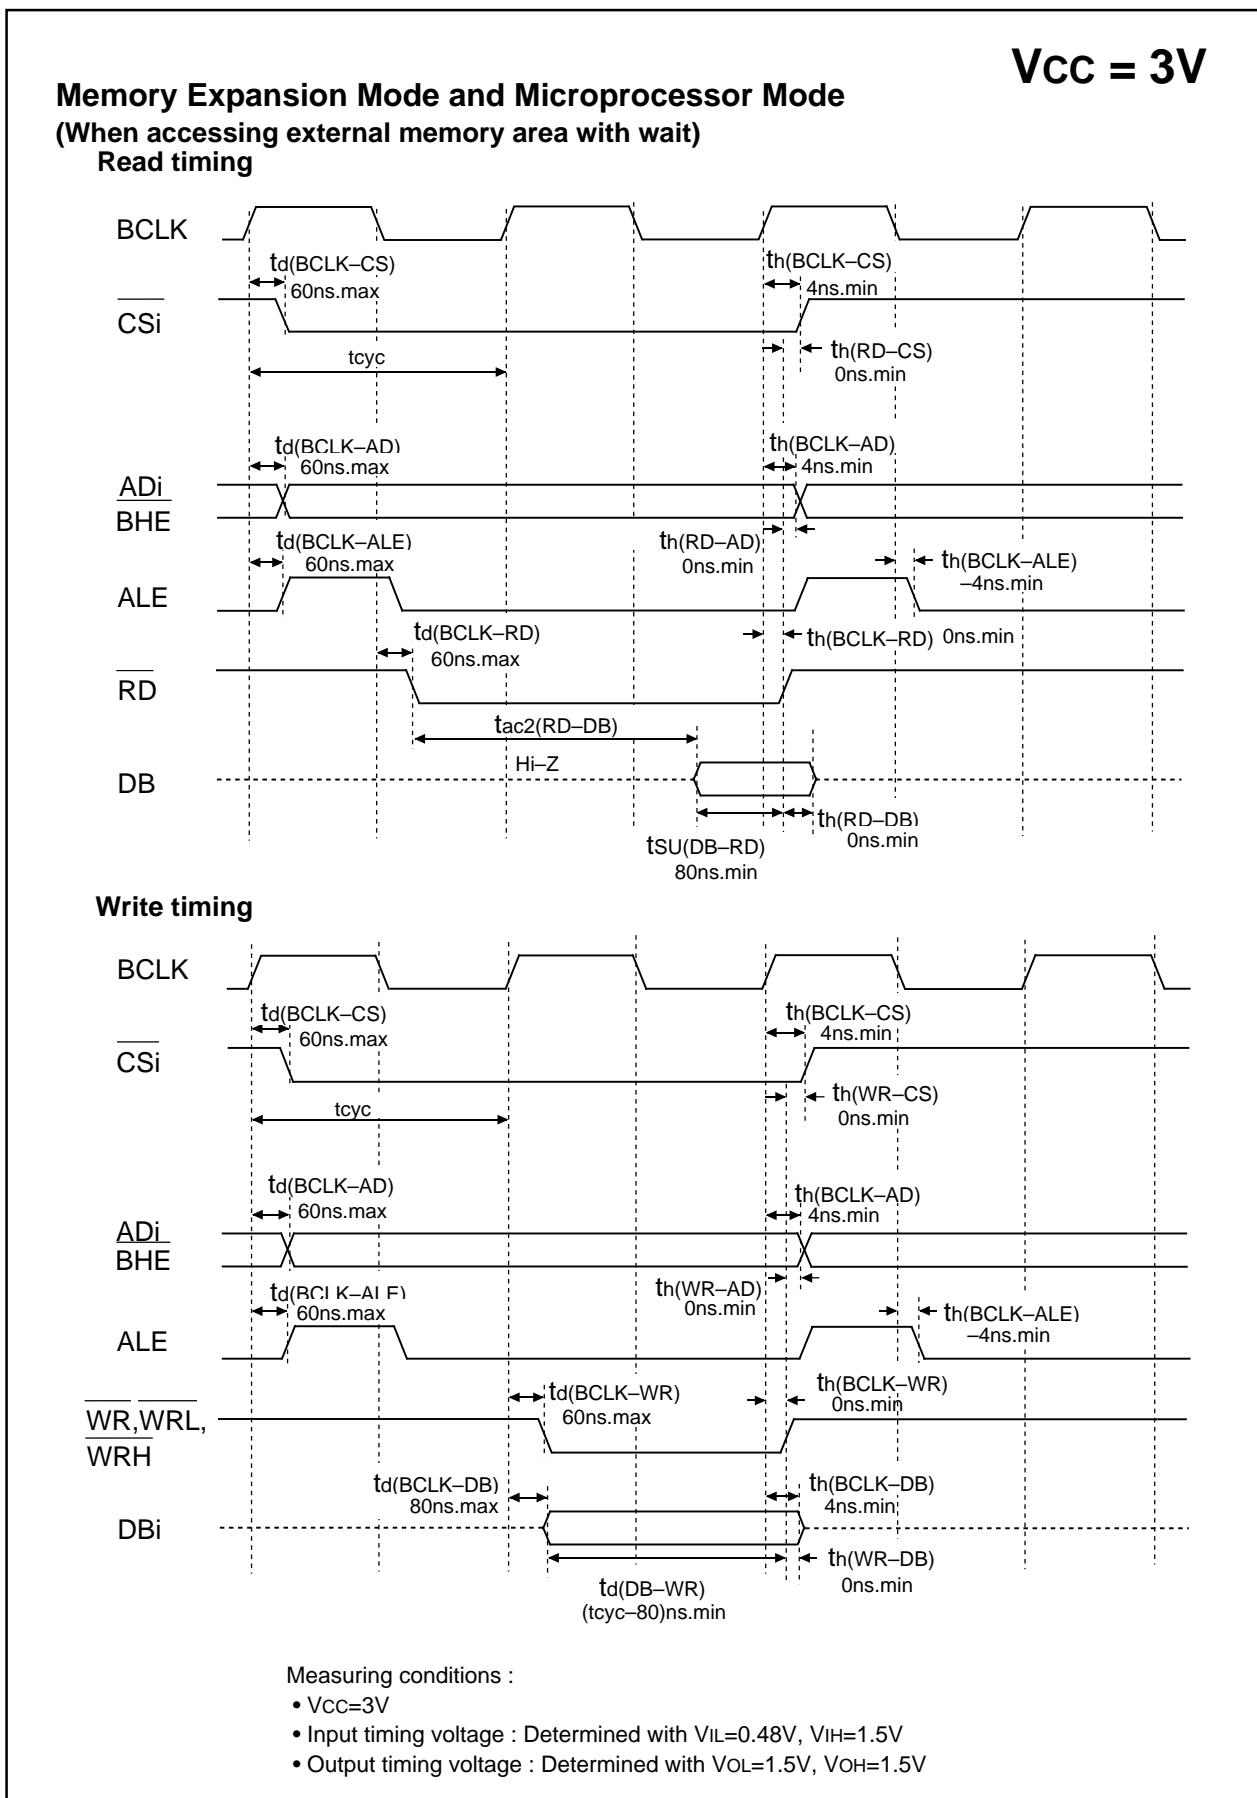 VCC = 3V
Memory Expansion Mode and Microprocessor Mode
(When accessing external memory area with wait)
Read timing
BCLK
td(BCLK–CS)
60ns.max
th(BCLK–CS)
4ns.min
CSi
th(RD–CS)
0ns.min
tcyc
td(BCLK–AD)
60ns.max
th(BCLK–AD)
4ns.min
ADi
BHE
td(BCLK–ALE)
60ns.max
th(RD–AD)
0ns.min
th(BCLK–ALE)
–4ns.min
ALE
td(BCLK–RD)
60ns.max
th(BCLK–RD) 0ns.min
RD
tac2(RD–DB)
Hi–Z
DB
tSU(DB–RD)
80ns.min
th(RD–DB)
0ns.min
Write timing
BCLK
td(BCLK–CS)
60ns.max
th(BCLK–CS)
4ns.min
CSi
th(WR–CS)
0ns.min
tcyc
td(BCLK–AD)
60ns.max
th(BCLK–AD)
4ns.min
ADi
BHE
td(BCLK–ALE)
60ns.max
th(WR–AD)
0ns.min
th(BCLK–ALE)
–4ns.min
ALE
td(BCLK–WR)
60ns.max
th(BCLK–WR)
0ns.min
WR,WRL,
WRH
td(BCLK–DB)
80ns.max
th(BCLK–DB)
4ns.min
DBi
td(DB–WR)
(tcyc–80)ns.min
th(WR–DB)
0ns.min
Measuring conditions :
• VCC=3V
• Input timing voltage : Determined with VIL=0.48V, VIH=1.5V
• Output timing voltage : Determined with VOL=1.5V, VOH=1.5V